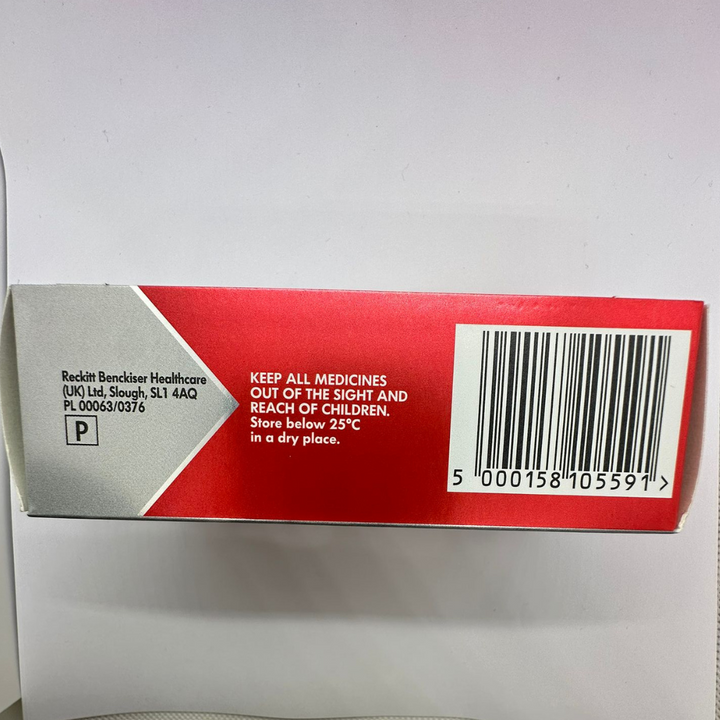 Reckitt Benckiser Healthcare
(UK) Ltd, Slough, SL1 4AQ
PL 00063/0376
P
KEEP ALL MEDICINES
OUT OF THE SIGHT AND
REACH OF CHILDREN.
Store below 25°C
in a dry place.
5 000158 105591 >